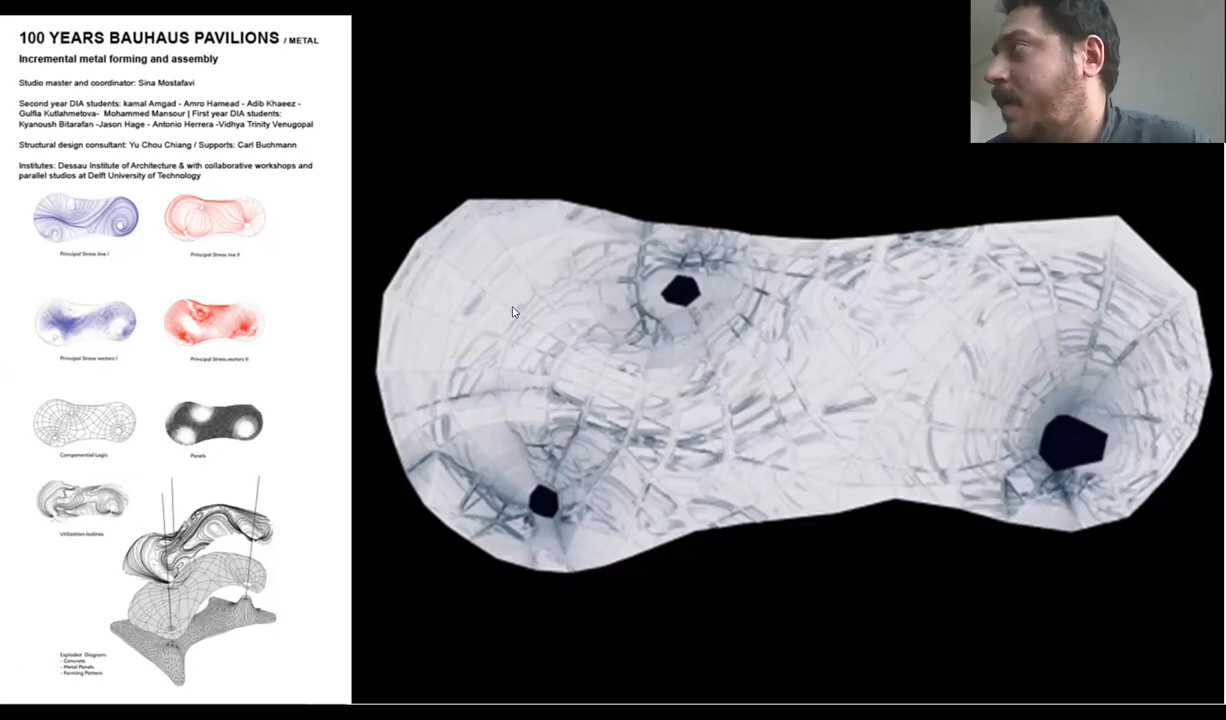 100 YEARS BAUHAUS PAVILIONS / METAL
Incremental metal forming and assembly
Studio master and coordinator: Sina Mostafavi
Second year DIA students: kamal Amgad - Amro Hamead - Adib Khaeez -
Gulfia Kutlahmetova- Mohammed Mansour | First year DIA students:
Kyanoush Bitarafan -Jason Hage - Antonio Herrera -Vidhya Trinity Venugopal
Structural design consultant: Yu Chou Chiang / Supports: Carl Buchmann
Institutes: Dessau Institute of Architecture & with collaborative workshops and
parallel studios at Delft University of Technology
Principal Stress line I
Principal Stress line II
Principal Stress vectors I
Principal Stress vectors II
Componential Logic
Panels
Utilization Isolines
Exploded Diagram:
- Concrete
- Metal Panels
- Forming Pattern